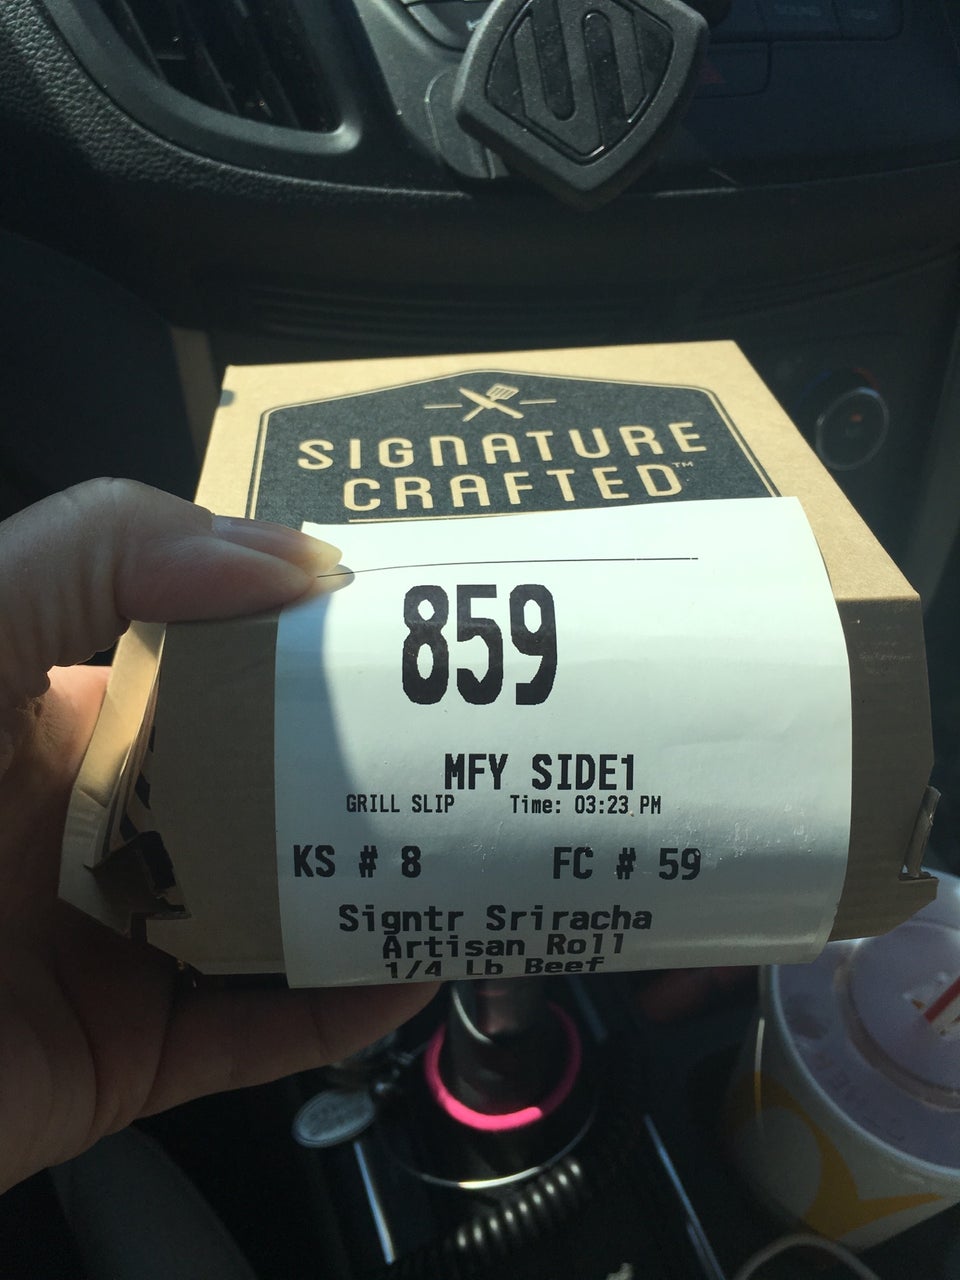 SIGNATURE
CRAFTED™
859
MFY SIDE1
GRILL SLIP Time: 03:23 PM
KS # 8 FC # 59
Signtr Sriracha
Artisan Roll
1/4 Lb Beef